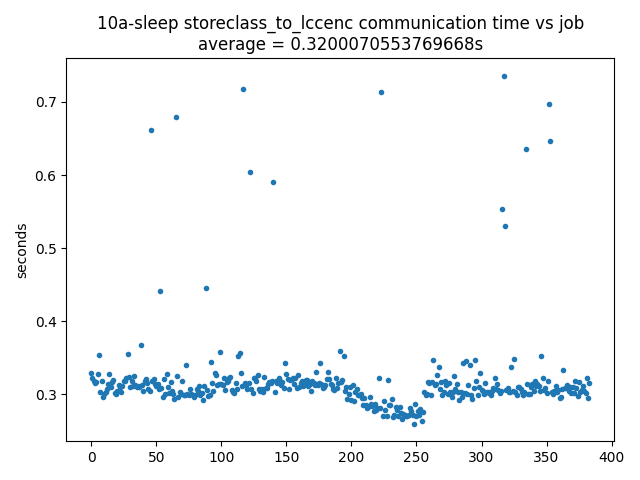 10a-sleep storeclass_to_lccenc communication time vs job
average = 0.3200070553769668s
seconds
0.7
0.6
0.5
0.4
0.3
0 50 100 150 200 250 300 350 400